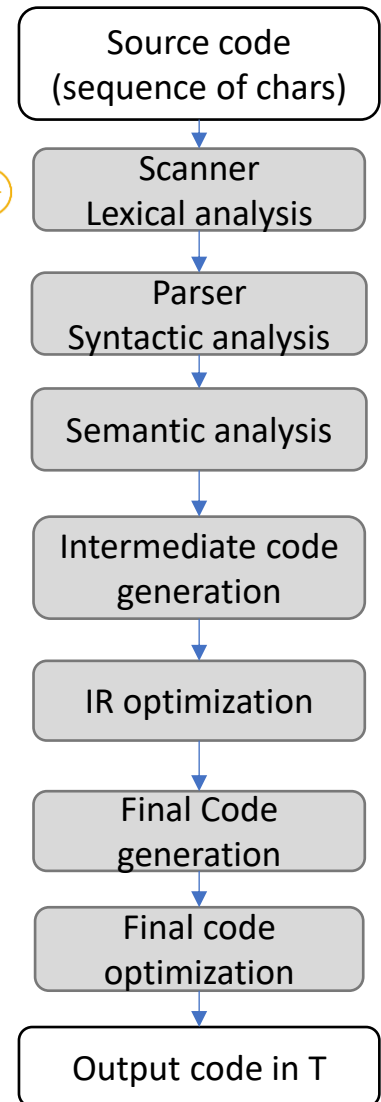 Source code
(sequence of chars)
Scanner
Lexical analysis
Parser
Syntactic analysis
Semantic analysis
Intermediate code
generation
IR optimization
Final Code
generation
Final code
optimization
Output code in T